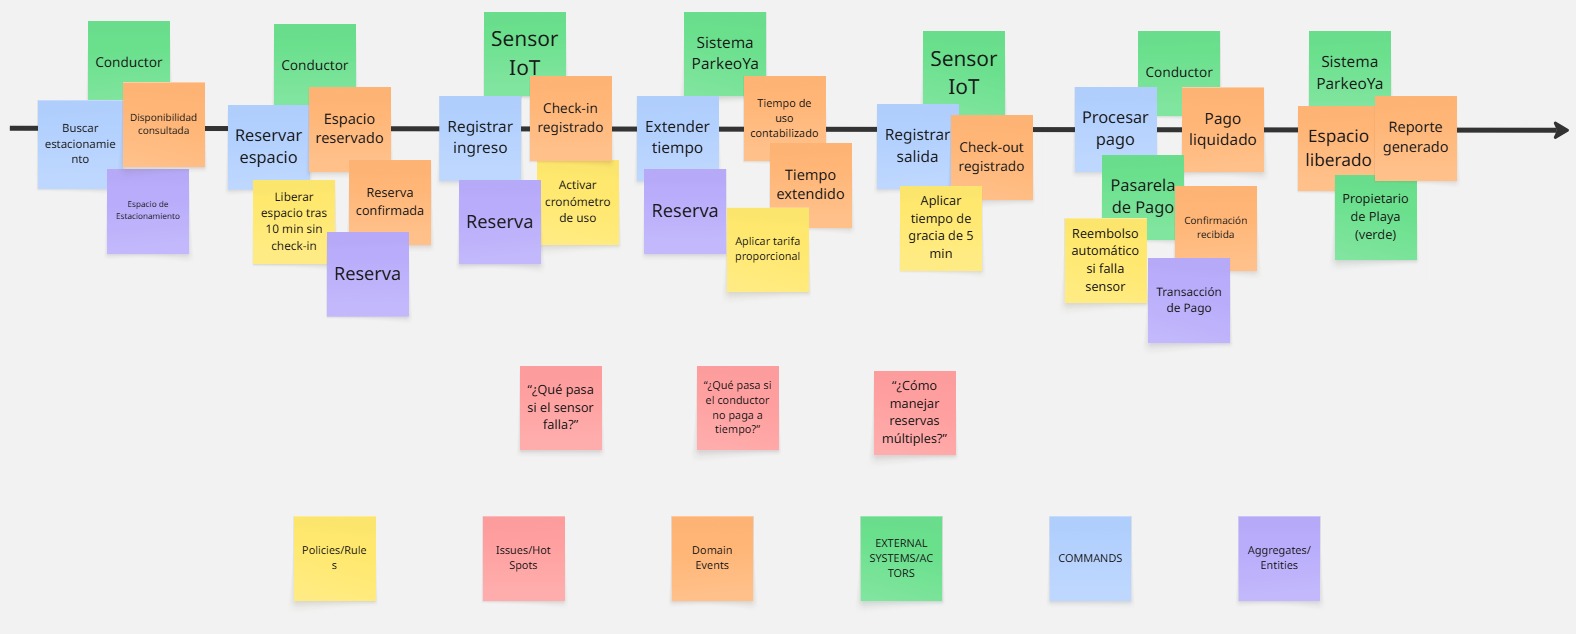 Conductor
Buscar
estacionamie
nto
Disponibilidad
consultada
Espacio de
Estacionamiento
Conductor
Reservar
espacio
Espacio
reservado
Liberar
espacio tras
10 min sin
check-in
Reserva
confirmada
Reserva
Sensor
IoT
Registrar
ingreso
Check-in
registrado
Reserva
Activar
cronómetro
de uso
Sistema
ParkeoYa
Extender
tiempo
Tiempo de
uso
contabilizado
Tiempo
extendido
Reserva
Aplicar tarifa
proporcional
Sensor
IoT
Registrar
salida
Check-out
registrado
Aplicar
tiempo de
gracia de 5
min
Conductor
Procesar
pago
Pago
liquidado
Pasarela
de Pago
Confirmación
recibida
Reembolso
automático
si falla
sensor
Transacción
de Pago
Sistema
ParkeoYa
Espacio
liberado
Reporte
generado
Propietario
de Playa
(verde)
“¿Qué pasa
si el sensor
falla?”
“¿Qué pasa si
el conductor
no paga a
tiempo?”
“¿Cómo
manejar
reservas
múltiples?”
Policies/Rule
s
Issues/Hot
Spots
Domain
Events
EXTERNAL
SYSTEMS/AC
TORS
COMMANDS
Aggregates/
Entities